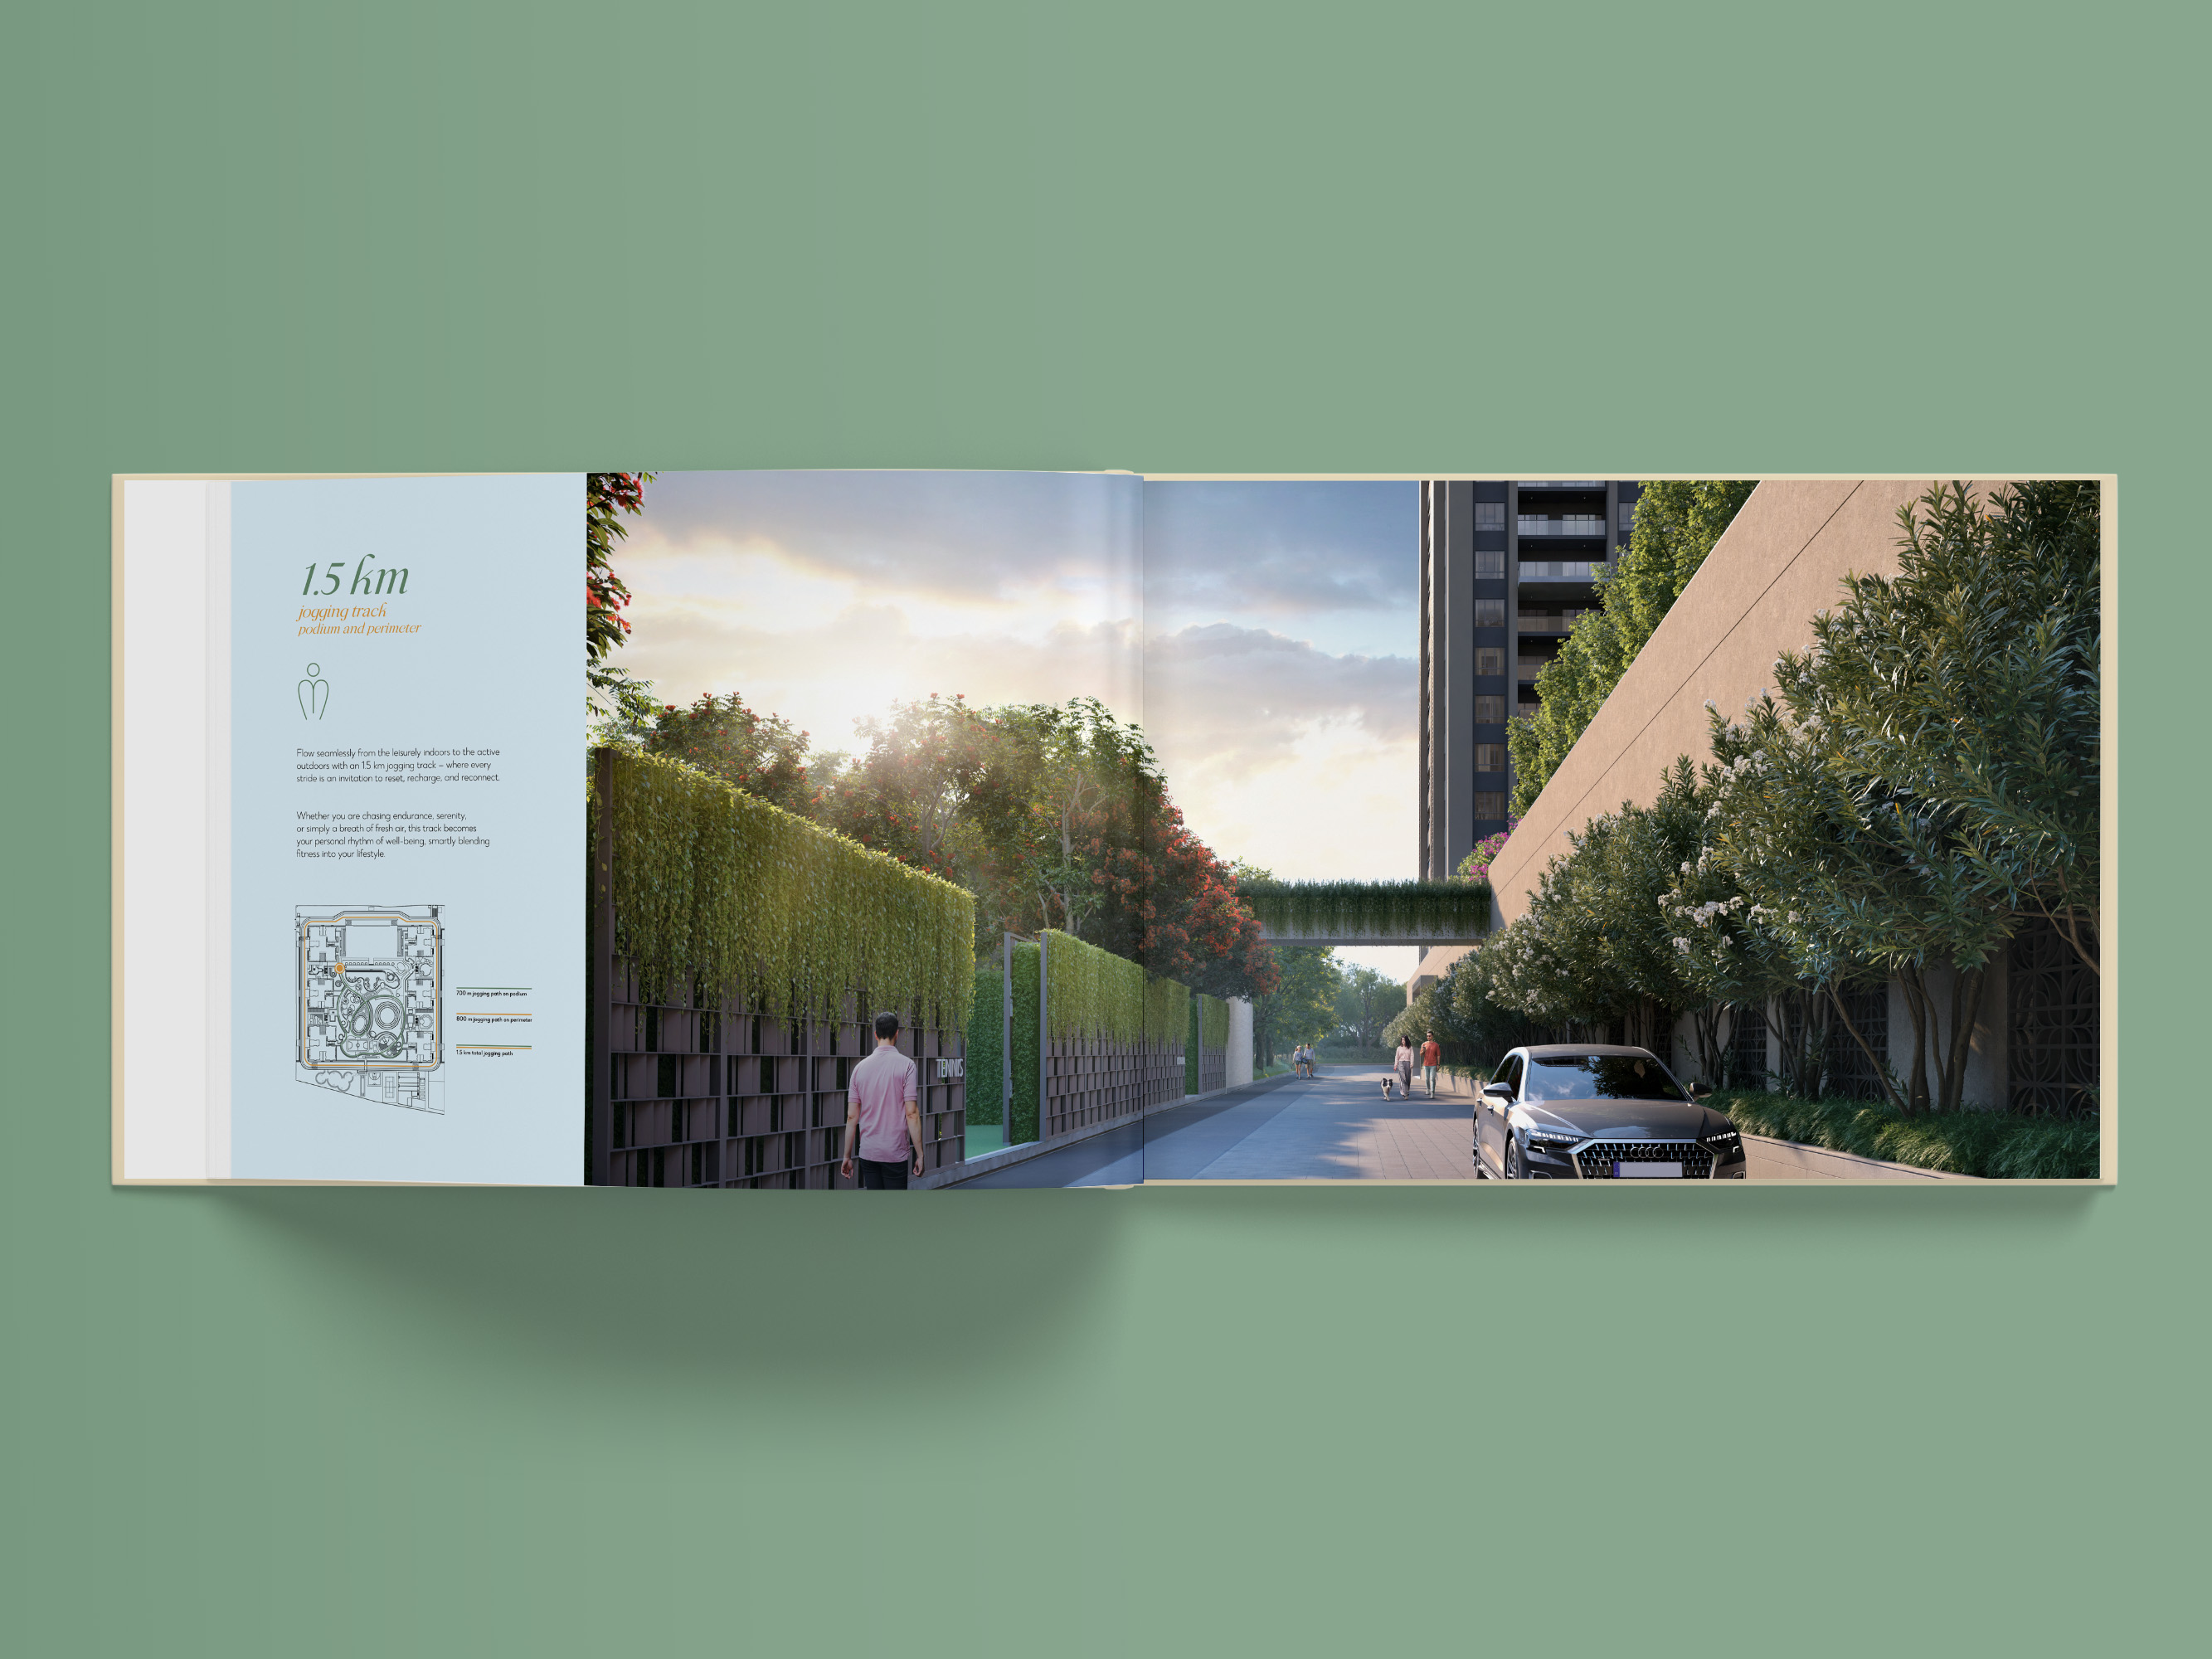 1.5 km
jogging track
podium and perimeter
Flow seamlessly from the leisurely indoors to the active
outdoors with an 1.5 km jogging track – where every
stride is an invitation to reset, recharge, and reconnect.
Whether you are chasing endurance, serenity,
or simply a breath of fresh air, this track becomes
your personal rhythm of well-being, smartly blending
fitness into your lifestyle.
700 m jogging path on podium
800 m jogging path on perimeter
1.5 km total jogging path
TENNIS